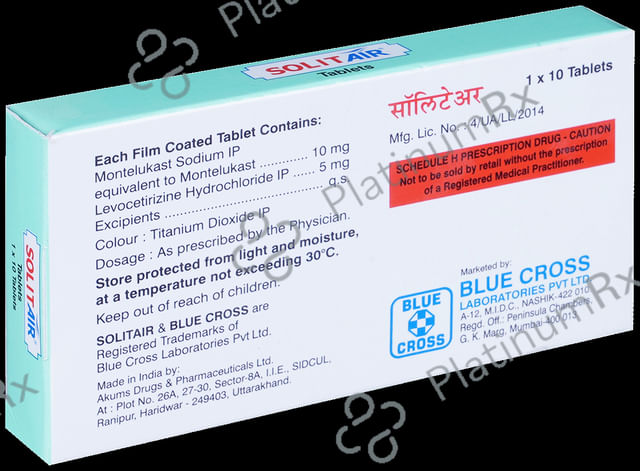 SOLITAIR
Tablets
सॉलिटेअर
1 x 10 Tablets
Mfg. Lic. No.: 4/UA/LL/2014
SCHEDULE H PRESCRIPTION DRUG - CAUTION
Not to be sold by retail without the prescription
of a Registered Medical Practitioner.
Each Film Coated Tablet Contains:
Montelukast Sodium IP
equivalent to Montelukast ............ 10 mg
Levocetirizine Hydrochloride IP ...... 5 mg
Excipients ........................................ q.s.
Colour : Titanium Dioxide IP
Dosage : As prescribed by the Physician.
Store protected from light and moisture,
at a temperature not exceeding 30°C.
Keep out of reach of children.
SOLITAIR & BLUE CROSS are
Registered Trademarks of
Blue Cross Laboratories Pvt Ltd.
Made in India by:
Akums Drugs & Pharmaceuticals Ltd.
At : Plot No. 26A, 27-30, Sector-8A, I.I.E., SIDCUL,
Ranipur, Haridwar - 249403, Uttarakhand.
BLUE
CROSS
Marketed by:
BLUE CROSS
LABORATORIES PVT LTD.
A-12, M.I.D.C., NASHIK-422 010
Regd. Off.: Peninsula Chambers,
G. K. Marg, Mumbai-400 013.
SOLITAIR
Tablets
1 x 10 Tablets
PlatinumRx
PlatinumRx
PlatinumRx
PlatinumRx